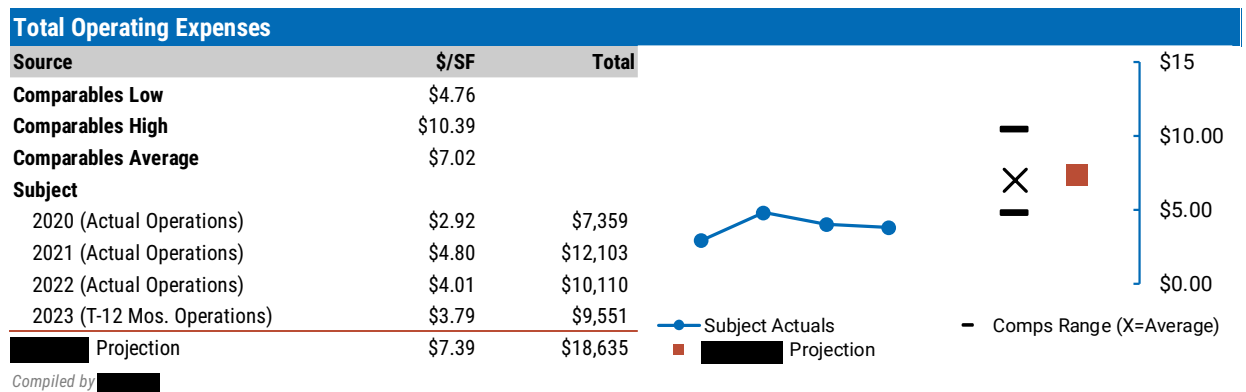 Total Operating Expenses
Source $/SF Total
Comparables Low $4.76
Comparables High $10.39
Comparables Average $7.02
Subject
2020 (Actual Operations) $2.92 $7,359
2021 (Actual Operations) $4.80 $12,103
2022 (Actual Operations) $4.01 $10,110
2023 (T-12 Mos. Operations) $3.79 $9,551
Projection $7.39 $18,635
Compiled by
$15
$10.00
$5.00
$0.00
Subject Actuals
Comps Range (X=Average)
Projection